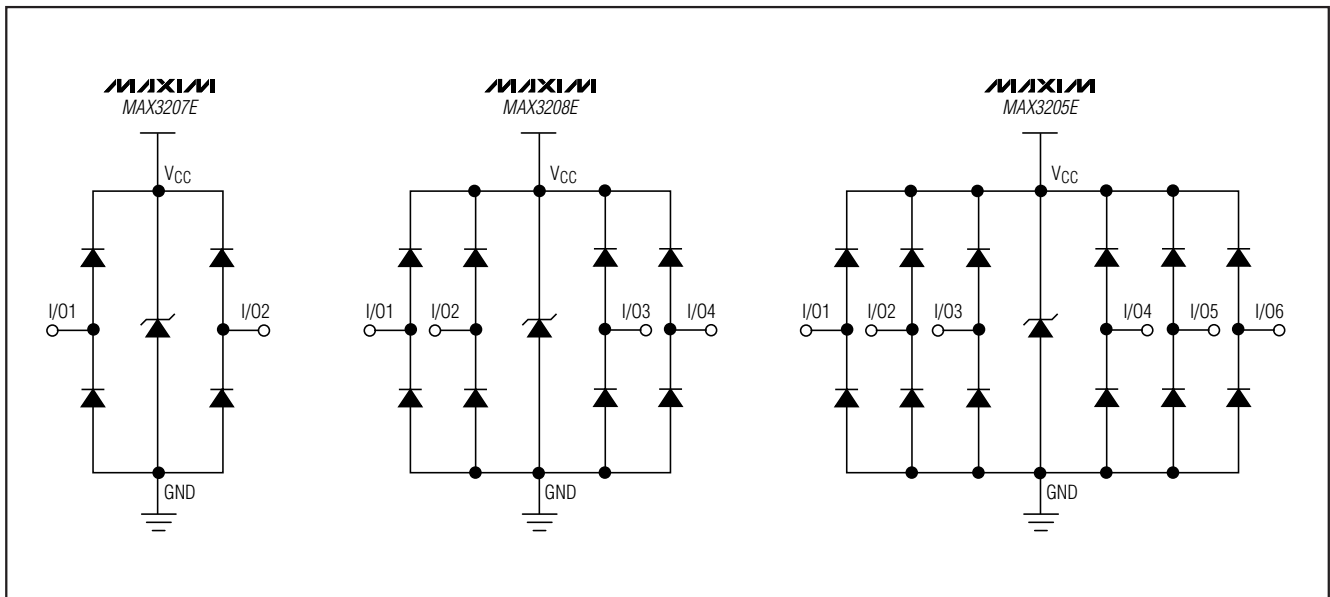 MAXIM
MAX3207E
VCC
I/O1
I/O2
GND
MAXIM
MAX3208E
VCC
I/O1
I/O2
I/O3
I/O4
GND
MAXIM
MAX3205E
VCC
I/O1
I/O2
I/O3
I/O4
I/O5
I/O6
GND